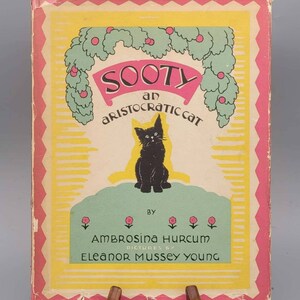 SOOTY
an
aristocratic cat
BY
Ambrosina Hurcum
PICTURES BY
Eleanor Mussey Young